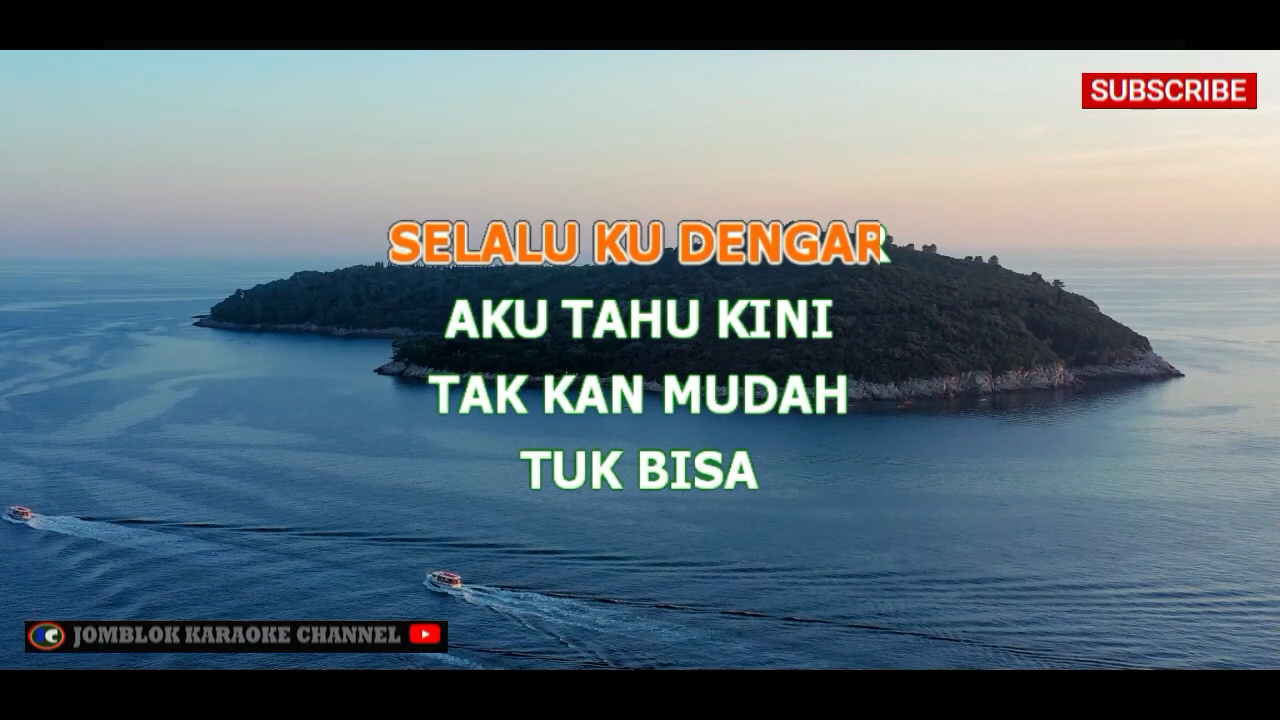 SUBSCRIBE
SELALU KU DENGAR
AKU TAHU KINI
TAK KAN MUDAH
TUK BISA
JOMBLOK KARAOKE CHANNEL